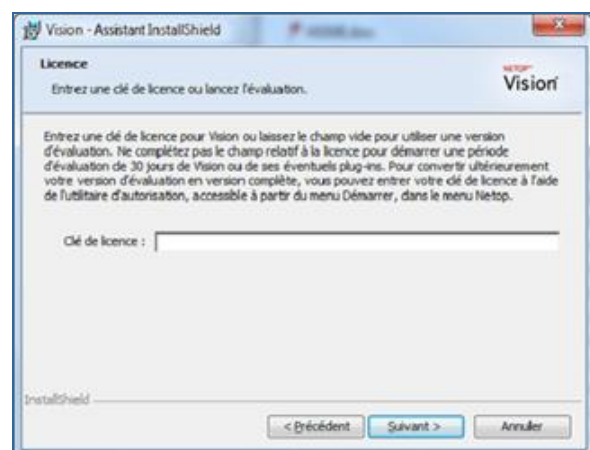 Vision - Assistant InstallShield
Licence
Entrez une clé de licence ou lancez l'évaluation.
NETOP™
Vision
Entrez une clé de licence pour Vision ou laissez le champ vide pour utiliser une version
d'évaluation. Ne complétez pas le champ relatif à la licence pour démarrer une période
d'évaluation de 30 jours de Vision ou de ses éventuels plug-ins. Pour convertir ultérieurement
votre version d'évaluation en version complète, vous pouvez entrer votre clé de licence à l'aide
de l'utilitaire d'autorisation, accessible à partir du menu Démarrer, dans le menu Netop.
Clé de licence :
InstallShield
< Précédent
Suivant >
Annuler